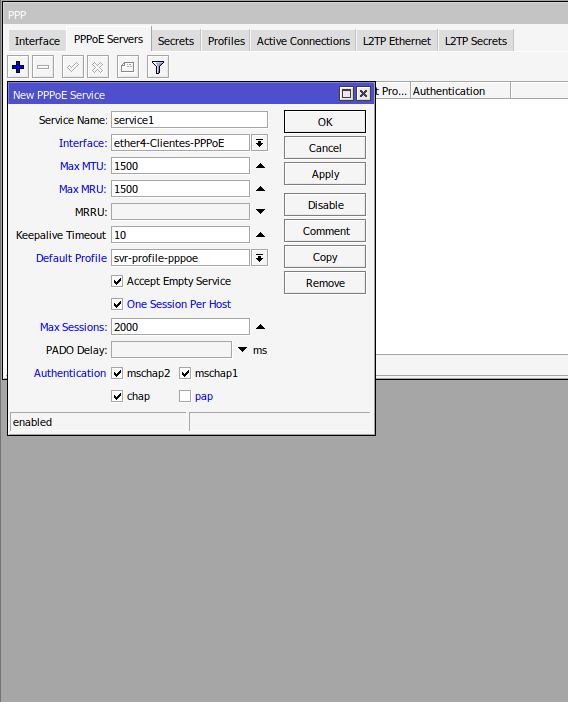 PPP
Interface PPPoE Servers Secrets Profiles Active Connections L2TP Ethernet L2TP Secrets
t Pro... Authentication
New PPPoE Service
Service Name: service1
OK
Interface: ether4-Clientes-PPPoE
Cancel
Max MTU: 1500
Apply
Max MRU: 1500
MRRU:
Disable
Keepalive Timeout 10
Comment
Default Profile svr-profile-pppoe
Copy
Accept Empty Service
Remove
One Session Per Host
Max Sessions: 2000
PADO Delay: ms
Authentication mschap2 mschap1
chap pap
enabled